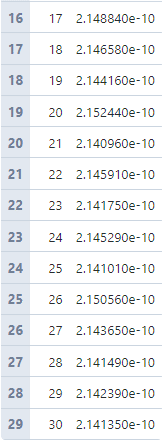 16 17 2.148840e-10
17 18 2.146580e-10
18 19 2.144160e-10
19 20 2.152440e-10
20 21 2.140960e-10
21 22 2.145910e-10
22 23 2.141750e-10
23 24 2.145290e-10
24 25 2.141010e-10
25 26 2.150560e-10
26 27 2.143650e-10
27 28 2.141490e-10
28 29 2.142390e-10
29 30 2.141350e-10